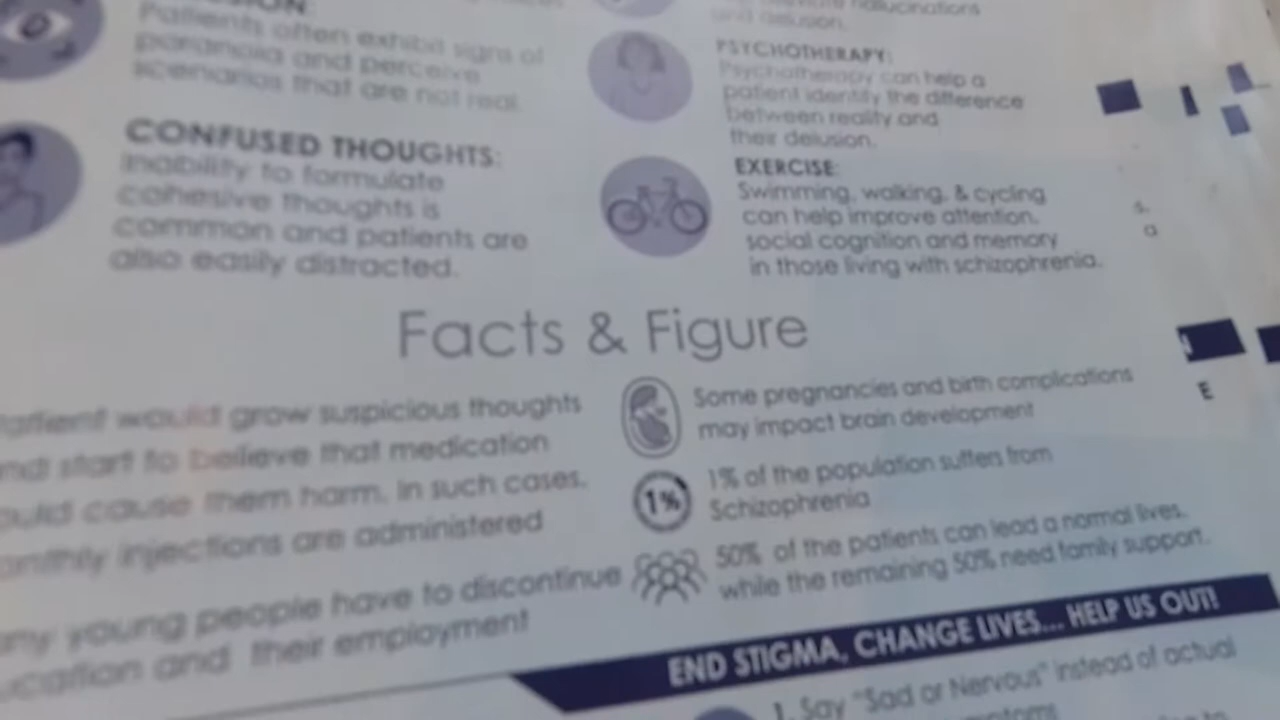 Patients often exhibit signs of
paranoia and perceive
scenarios that are not real.
CONFUSED THOUGHTS:
Inability to formulate
cohesive thoughts is
common and patients are
also easily distracted.
hallucinations
and delusion.
PSYCHOTHERAPY:
Psychotherapy can help a
patient identify the difference
between reality and
their delusion.
EXERCISE:
Swimming, walking, & cycling
can help improve attention,
social cognition and memory
in those living with schizophrenia.
s.
a
E
Facts & Figure
would grow suspicious thoughts
start to believe that medication
cause them harm. In such cases,
injections are administered
young people have to discontinue
and their employment
Some pregnancies and birth complications
may impact brain development
1%
1% of the population suffers from
Schizophrenia
50% of the patients can lead a normal lives,
while the remaining 50% need family support.
END STIGMA, CHANGE LIVES... HELP US OUT!
1. Say "Sad or Nervous" instead of actual